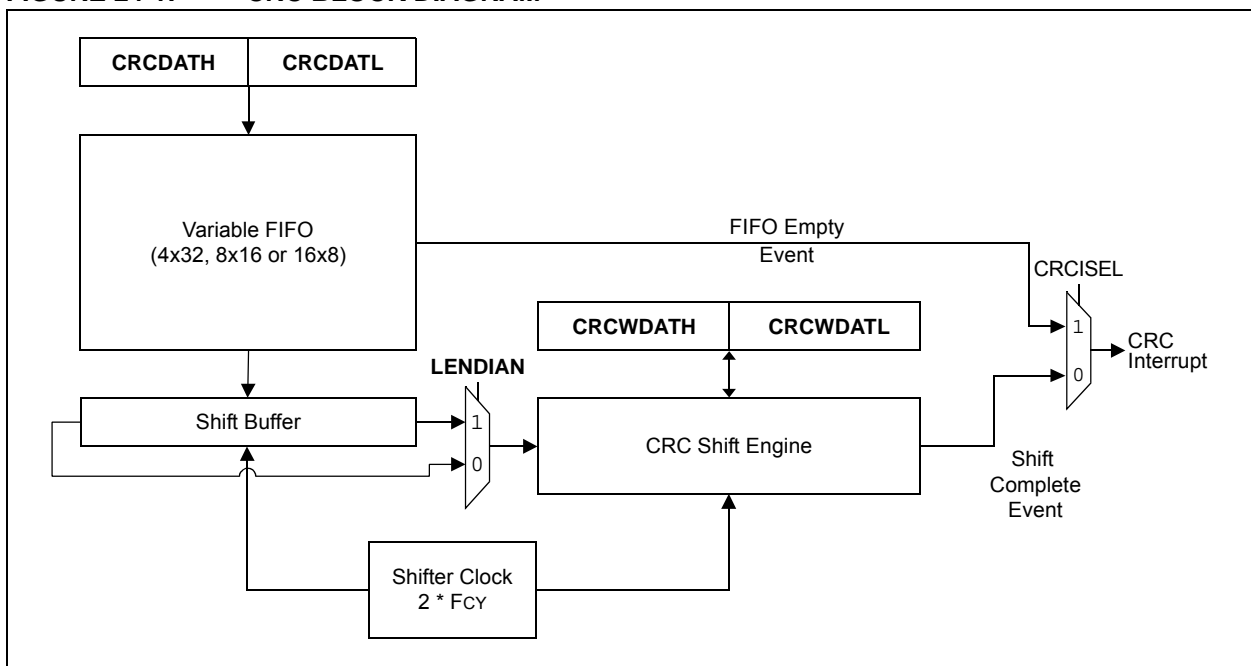 CRCDATH CRCDATL
Variable FIFO
(4x32, 8x16 or 16x8)
FIFO Empty
Event
CRCISEL
1
0
CRC
Interrupt
CRCWDATH CRCWDATL
LENDIAN
Shift Buffer
1
0
CRC Shift Engine
Shift
Complete
Event
Shifter Clock
2 * FCY